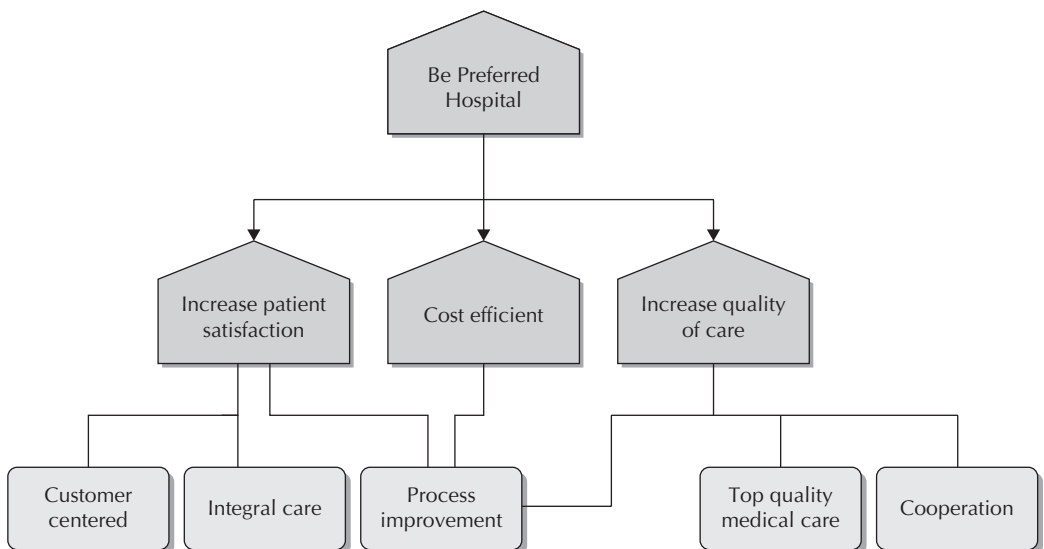 Be Preferred
Hospital
Increase patient
satisfaction
Cost efficient
Increase quality
of care
Customer
centered
Integral care
Process
improvement
Top quality
medical care
Cooperation